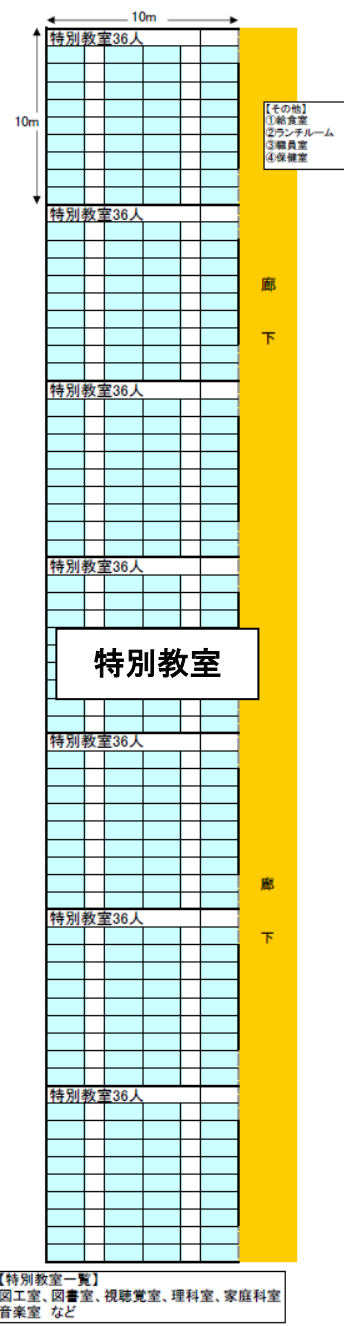 10m
特別教室36人
10m
【その他】
①給食室
②ランチルーム
③職員室
④保健室
特別教室36人
廊
下
特別教室36人
特別教室36人
特別教室
特別教室36人
廊
下
特別教室36人
特別教室36人
【特別教室一覧】
図工室、図書室、視聴覚室、理科室、家庭科室
音楽室 など